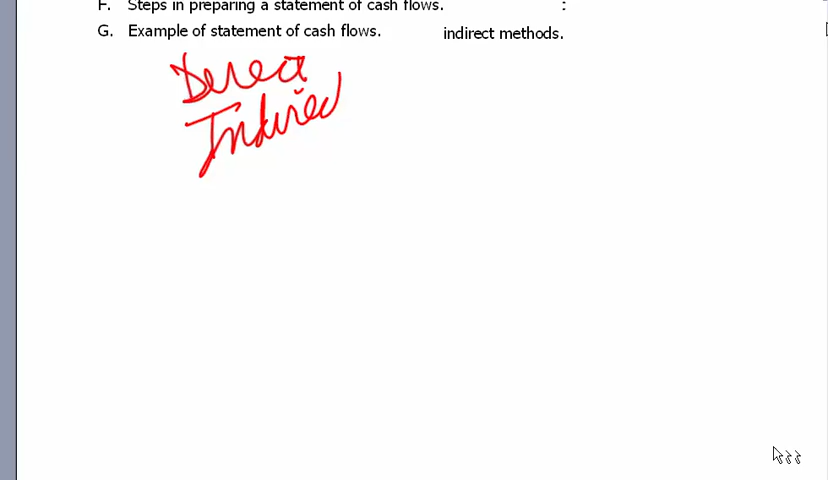 F. Steps in preparing a statement of cash flows. :
G. Example of statement of cash flows. indirect methods.
Direct
Indirect